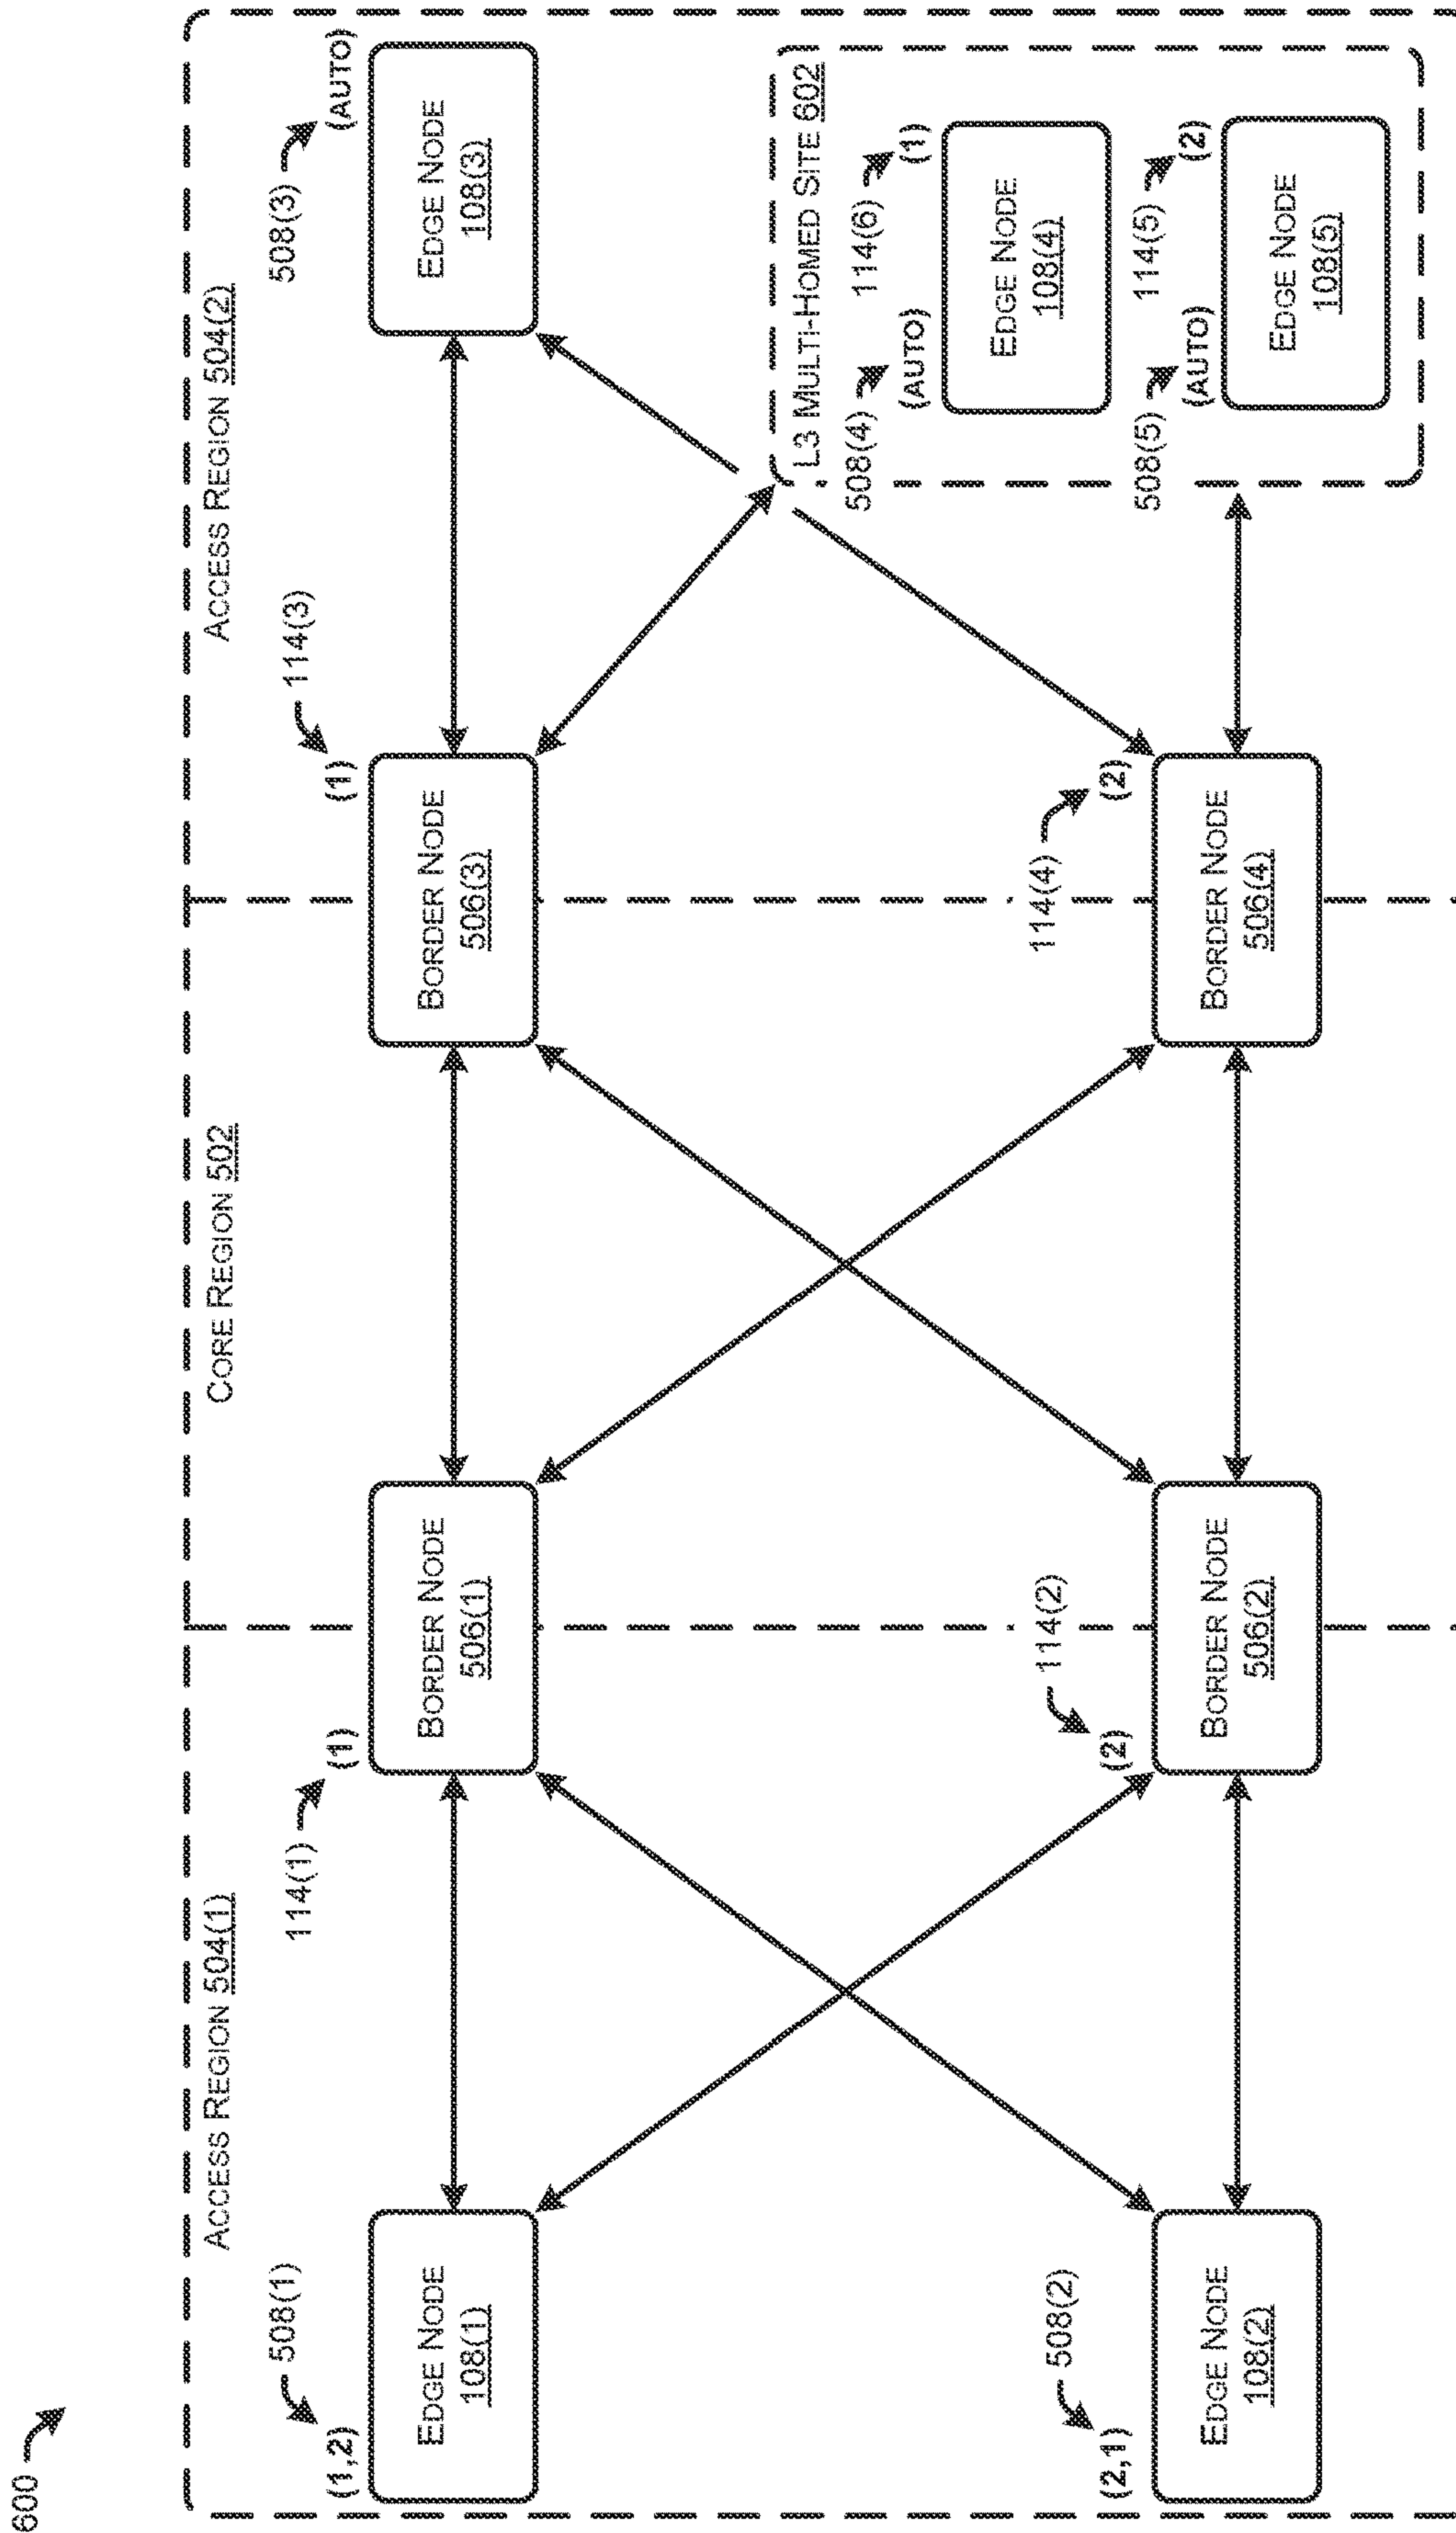 600
ACCESS REGION 504(1)
CORE REGION 502
ACCESS REGION 504(2)
508(1)
(1,2)
EDGE NODE
108(1)
114(1)
(1)
BORDER NODE
506(1)
114(3)
(1)
BORDER NODE
506(3)
508(3)
(AUTO)
EDGE NODE
108(3)
508(2)
(2,1)
EDGE NODE
108(2)
114(2)
(2)
BORDER NODE
506(2)
114(4)
(2)
BORDER NODE
506(4)
L3 MULTI-HOMED SITE 602
508(4)
114(6)
(AUTO)
(1)
EDGE NODE
108(4)
508(5)
114(5)
(AUTO)
(2)
EDGE NODE
108(5)